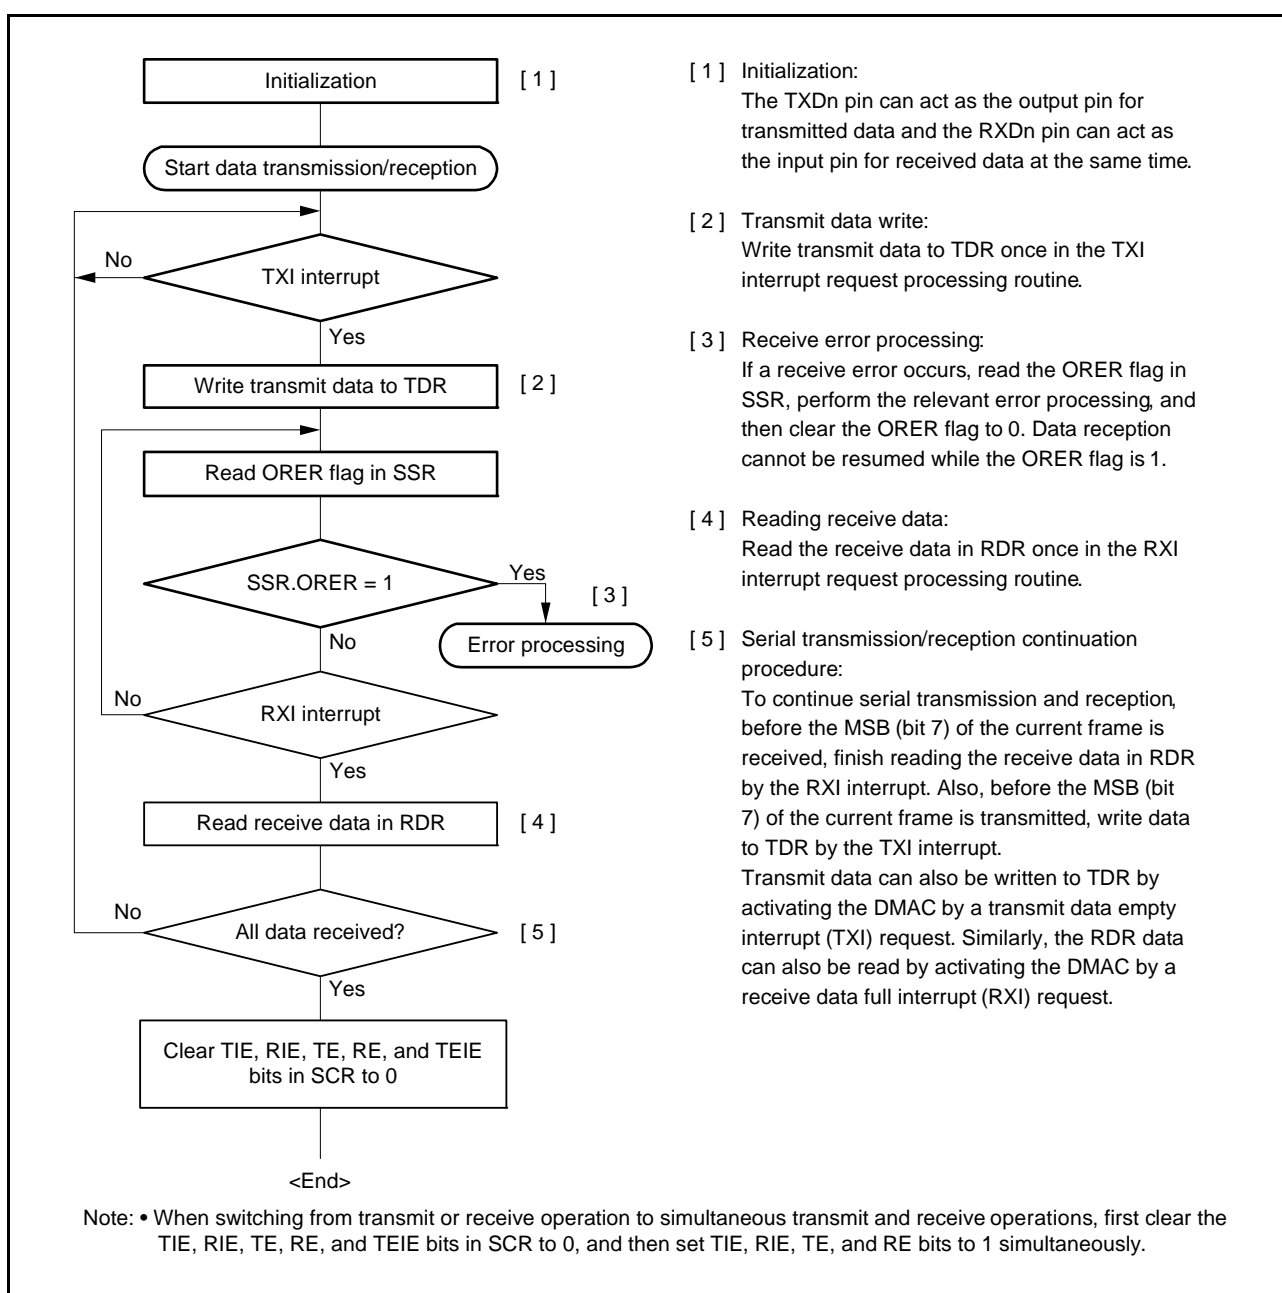 Initialization
[ 1 ]
Start data transmission/reception
No
TXI interrupt
Yes
Write transmit data to TDR
[ 2 ]
Read ORER flag in SSR
SSR.ORER = 1
Yes
[ 3 ]
Error processing
No
No
RXI interrupt
Yes
Read receive data in RDR
[ 4 ]
No
All data received?
[ 5 ]
Yes
Clear TIE, RIE, TE, RE, and TEIE
bits in SCR to 0
<End>
[ 1 ] Initialization:
The TXDn pin can act as the output pin for
transmitted data and the RXDn pin can act as
the input pin for received data at the same time.
[ 2 ] Transmit data write:
Write transmit data to TDR once in the TXI
interrupt request processing routine.
[ 3 ] Receive error processing:
If a receive error occurs, read the ORER flag in
SSR, perform the relevant error processing, and
then clear the ORER flag to 0. Data reception
cannot be resumed while the ORER flag is 1.
[ 4 ] Reading receive data:
Read the receive data in RDR once in the RXI
interrupt request processing routine.
[ 5 ] Serial transmission/reception continuation
procedure:
To continue serial transmission and reception,
before the MSB (bit 7) of the current frame is
received, finish reading the receive data in RDR
by the RXI interrupt. Also, before the MSB (bit
7) of the current frame is transmitted, write data
to TDR by the TXI interrupt.
Transmit data can also be written to TDR by
activating the DMAC by a transmit data empty
interrupt (TXI) request. Similarly, the RDR data
can also be read by activating the DMAC by a
receive data full interrupt (RXI) request.
Note: • When switching from transmit or receive operation to simultaneous transmit and receive operations, first clear the
TIE, RIE, TE, RE, and TEIE bits in SCR to 0, and then set TIE, RIE, TE, and RE bits to 1 simultaneously.